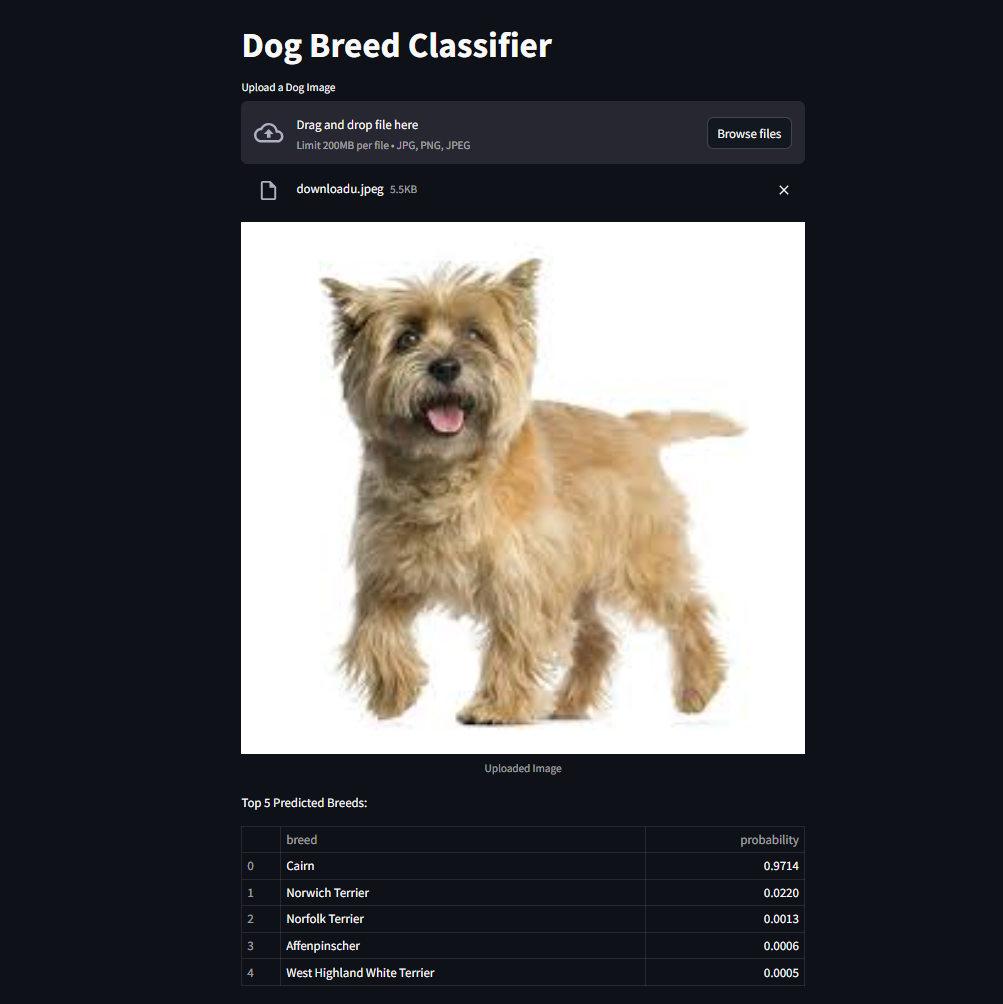 Dog Breed Classifier
Upload a Dog Image
Drag and drop file here
Limit 200MB per file • JPG, PNG, JPEG
Browse files
downloadu.jpeg 5.5KB
Uploaded Image
Top 5 Predicted Breeds:
breed probability
0 Cairn 0.9714
1 Norwich Terrier 0.0220
2 Norfolk Terrier 0.0013
3 Affenpinscher 0.0006
4 West Highland White Terrier 0.0005